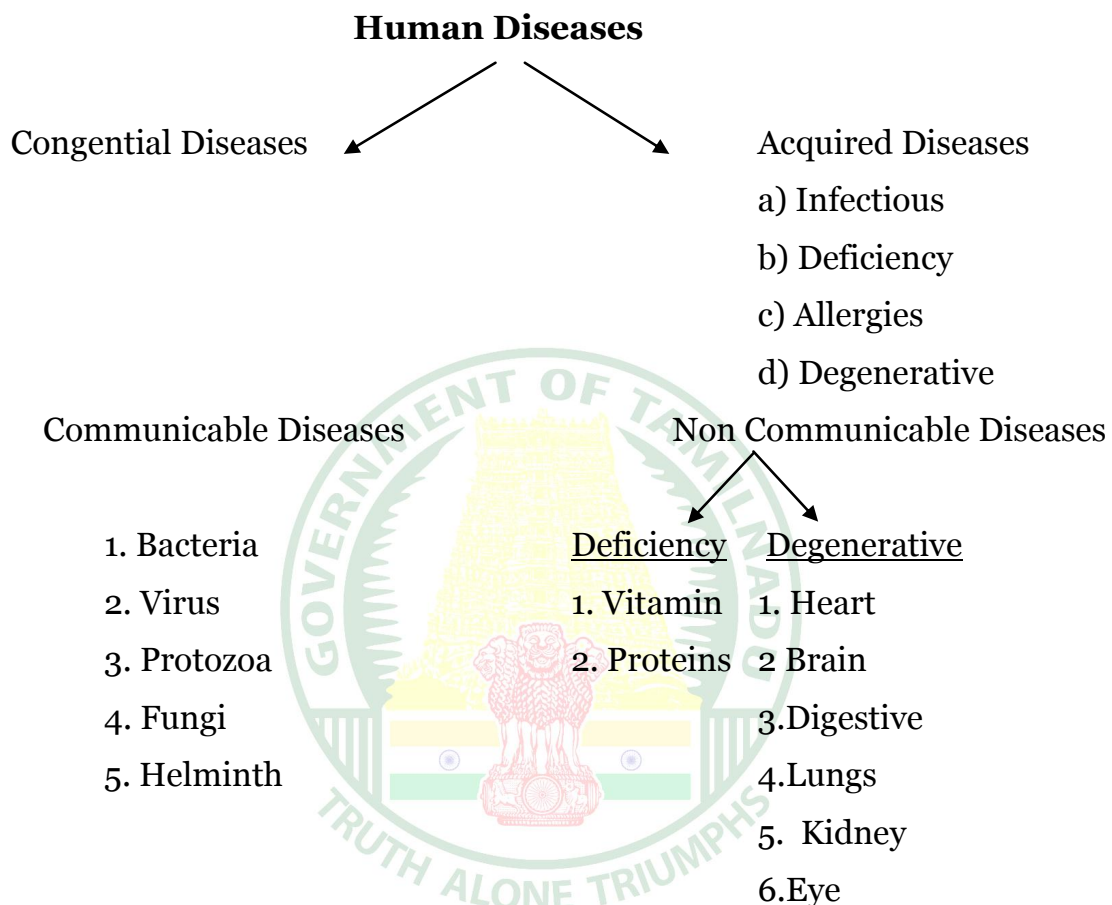 Human Diseases
Congential Diseases Acquired Diseases
a) Infectious
b) Deficiency
c) Allergies
d) Degenerative
Communicable Diseases Non Communicable Diseases
1. Bacteria Deficiency Degenerative
2. Virus 1. Vitamin 1. Heart
3. Protozoa 2. Proteins 2 Brain
4. Fungi 3.Digestive
5. Helminth 4.Lungs
5. Kidney
6.Eye
GOVERNMENT OF TAMILNADU
TRUTH ALONE TRIUMPHS